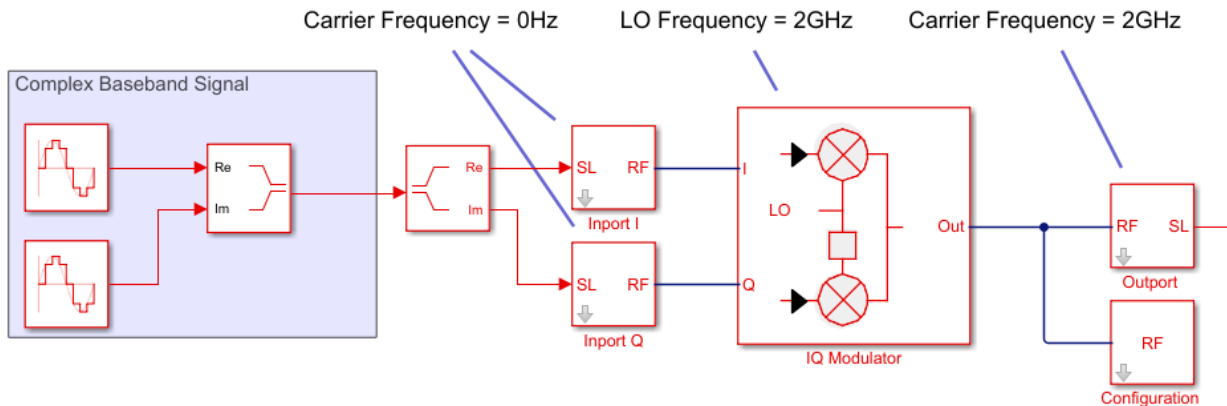 Carrier Frequency = 0Hz
LO Frequency = 2GHz
Carrier Frequency = 2GHz
Complex Baseband Signal
Re
Im
Re
Im
SL
RF
Inport I
SL
RF
Inport Q
I
Q
LO
Out
IQ Modulator
RF
SL
Outport
RF
Configuration